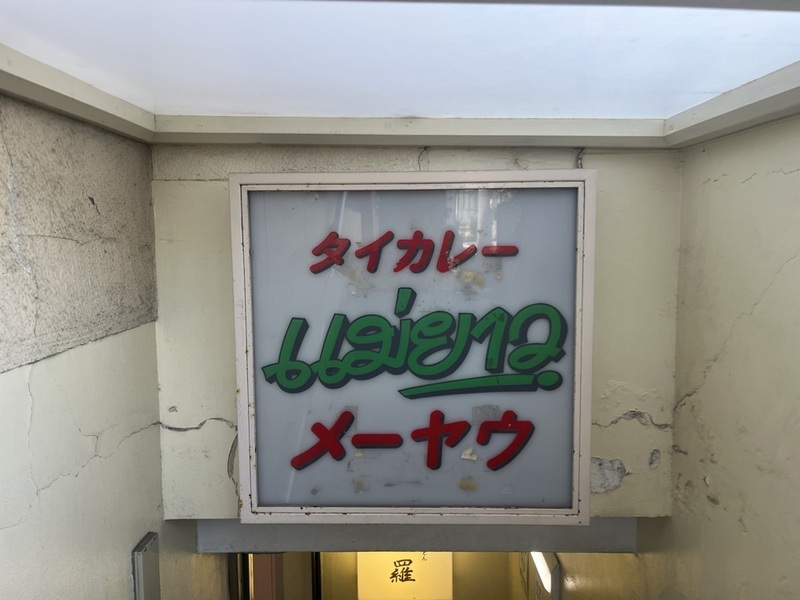 タイカレー
แม่ยาว
メーヤウ
羅